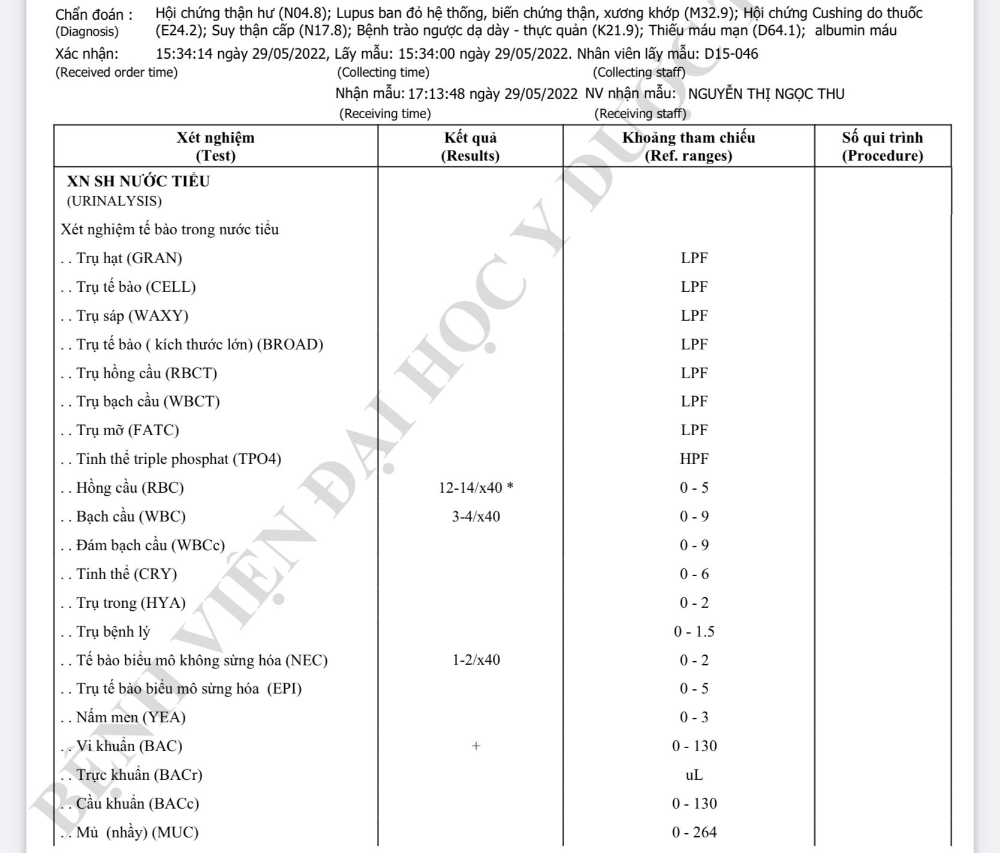 Chẩn đoán : Hội chứng thận hư (N04.8); Lupus ban đỏ hệ thống, biến chứng thận, xương khớp (M32.9); Hội chứng Cushing do thuốc
(Diagnosis) (E24.2); Suy thận cấp (N17.8); Bệnh trào ngược dạ dày - thực quản (K21.9); Thiếu máu mạn (D64.1); albumin máu
Xác nhận: 15:34:14 ngày 29/05/2022, Lấy mẫu: 15:34:00 ngày 29/05/2022. Nhân viên lấy mẫu: D15-046
(Received order time) (Collecting time) (Collecting staff)
Nhận mẫu: 17:13:48 ngày 29/05/2022 NV nhận mẫu: NGUYỄN THỊ NGỌC THU
(Receiving time) (Receiving staff)
Xét nghiệm Kết quả Khoảng tham chiếu Số qui trình
(Test) (Results) (Ref. ranges) (Procedure)
XN SH NƯỚC TIỂU
(URINALYSIS)
Xét nghiệm tế bào trong nước tiểu
. . Trụ hạt (GRAN) LPF
. . Trụ tế bào (CELL) LPF
. . Trụ sáp (WAXY) LPF
. . Trụ tế bào ( kích thước lớn) (BROAD) LPF
. . Trụ hồng cầu (RBCT) LPF
. . Trụ bạch cầu (WBCT) LPF
. . Trụ mỡ (FATC) LPF
. . Tinh thể triple phosphat (TPO4) HPF
. . Hồng cầu (RBC) 12-14/x40 * 0 - 5
. . Bạch cầu (WBC) 3-4/x40 0 - 9
. . Đám bạch cầu (WBCc) 0 - 9
. . Tinh thể (CRY) 0 - 6
. . Trụ trong (HYA) 0 - 2
. . Trụ bệnh lý 0 - 1.5
. . Tế bào biểu mô không sừng hóa (NEC) 1-2/x40 0 - 2
. . Trụ tế bào biểu mô sừng hóa (EPI) 0 - 5
. . Nấm men (YEA) 0 - 3
. . Vi khuẩn (BAC) + 0 - 130
. . Trực khuẩn (BACr) uL
. . Cầu khuẩn (BACc) 0 - 130
. . Mủ (nhầy) (MUC) 0 - 264
BỆNH VIỆN ĐẠI HỌC Y DƯỢC T